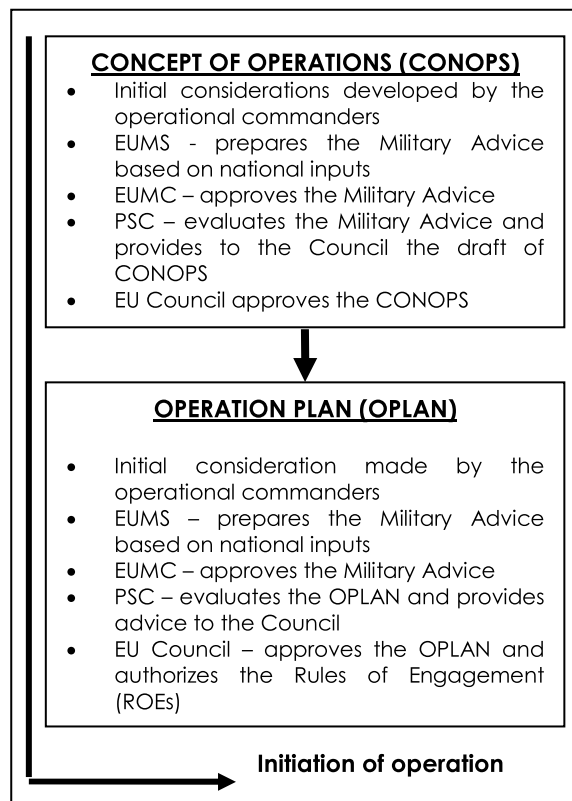 CONCEPT OF OPERATIONS (CONOPS)
• Initial considerations developed by the
operational commanders
• EUMS - prepares the Military Advice
based on national inputs
• EUMC – approves the Military Advice
• PSC – evaluates the Military Advice and
provides to the Council the draft of
CONOPS
• EU Council approves the CONOPS
OPERATION PLAN (OPLAN)
• Initial consideration made by the
operational commanders
• EUMS – prepares the Military Advice
based on national inputs
• EUMC – approves the Military Advice
• PSC – evaluates the OPLAN and provides
advice to the Council
• EU Council – approves the OPLAN and
authorizes the Rules of Engagement
(ROEs)
Initiation of operation